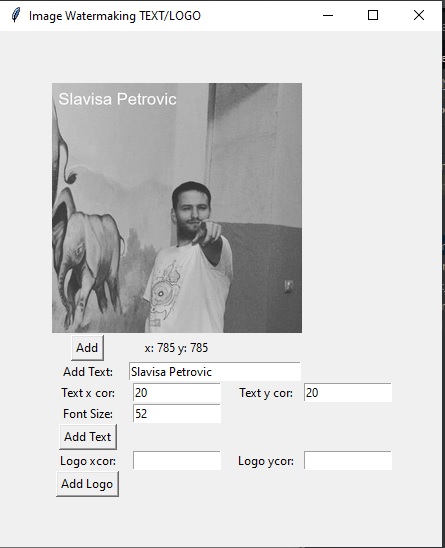 Image Watermaking TEXT/LOGO
Slavisa Petrovic
Add x: 785 y: 785
Add Text: Slavisa Petrovic
Text x cor: 20 Text y cor: 20
Font Size: 52
Add Text
Logo xcor: Logo ycor:
Add Logo